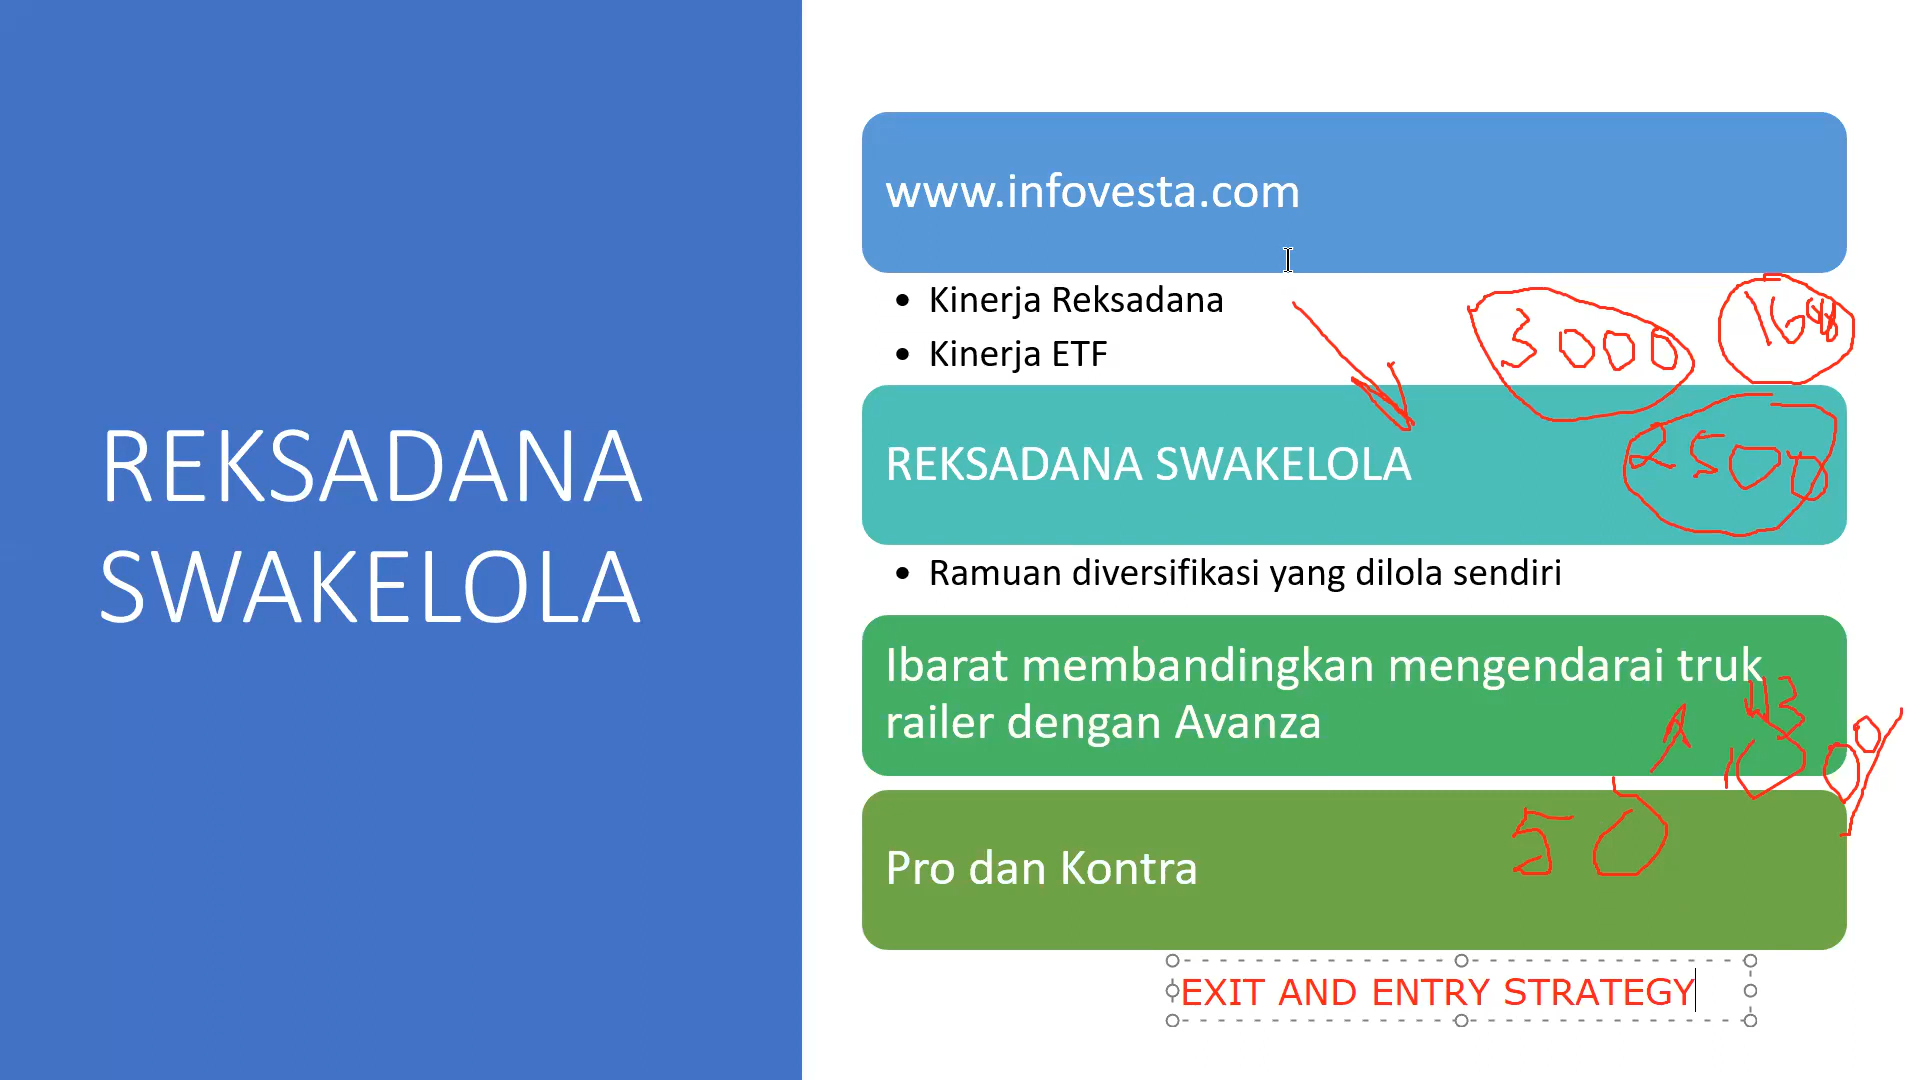 REKSADANA
SWAKELOLA
www.infovesta.com
• Kinerja Reksadana
• Kinerja ETF
3000
1648
REKSADANA SWAKELOLA
2500
• Ramuan diversifikasi yang dilola sendiri
Ibarat membandingkan mengendarai truk
railer dengan Avanza
Pro dan Kontra
50
EXIT AND ENTRY STRATEGY